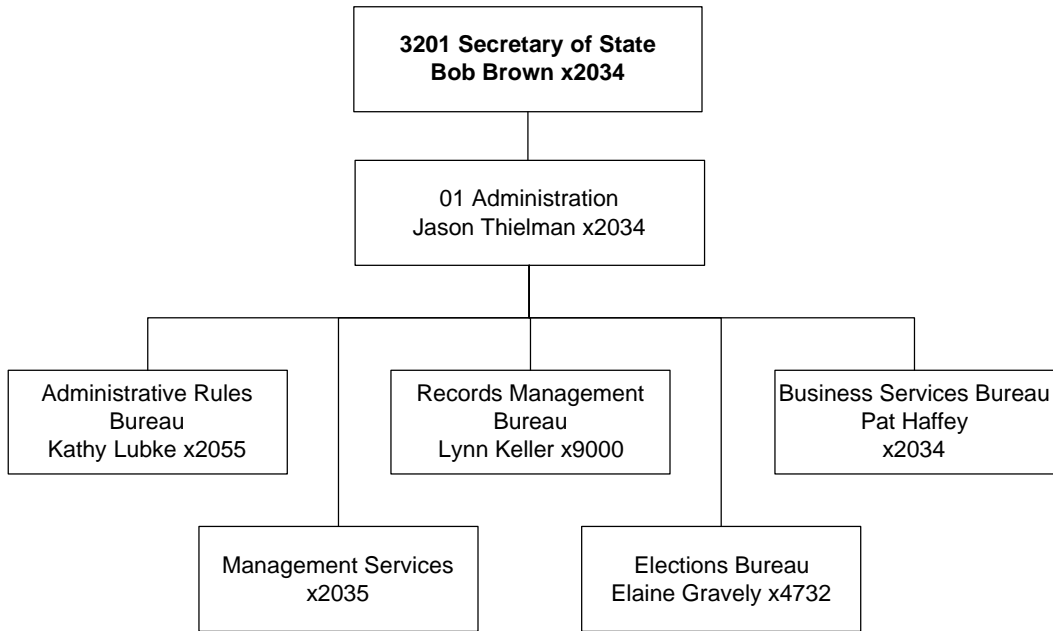 3201 Secretary of State
Bob Brown x2034
01 Administration
Jason Thielman x2034
Administrative Rules
Bureau
Kathy Lubke x2055
Records Management
Bureau
Lynn Keller x9000
Business Services Bureau
Pat Haffey
x2034
Management Services
x2035
Elections Bureau
Elaine Gravely x4732